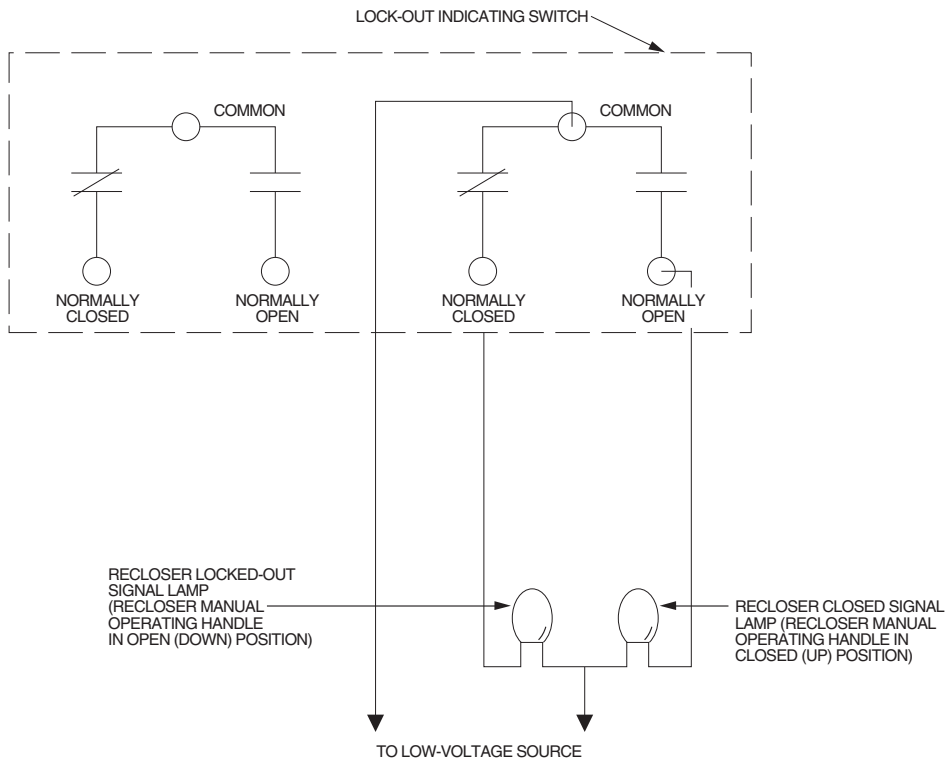 LOCK-OUT INDICATING SWITCH
COMMON
COMMON
NORMALLY
CLOSED
NORMALLY
OPEN
NORMALLY
CLOSED
NORMALLY
OPEN
RECLOSER LOCKED-OUT
SIGNAL LAMP
(RECLOSER MANUAL
OPERATING HANDLE
IN OPEN (DOWN) POSITION)
RECLOSER CLOSED SIGNAL
LAMP (RECLOSER MANUAL
OPERATING HANDLE IN
CLOSED (UP) POSITION)
TO LOW-VOLTAGE SOURCE